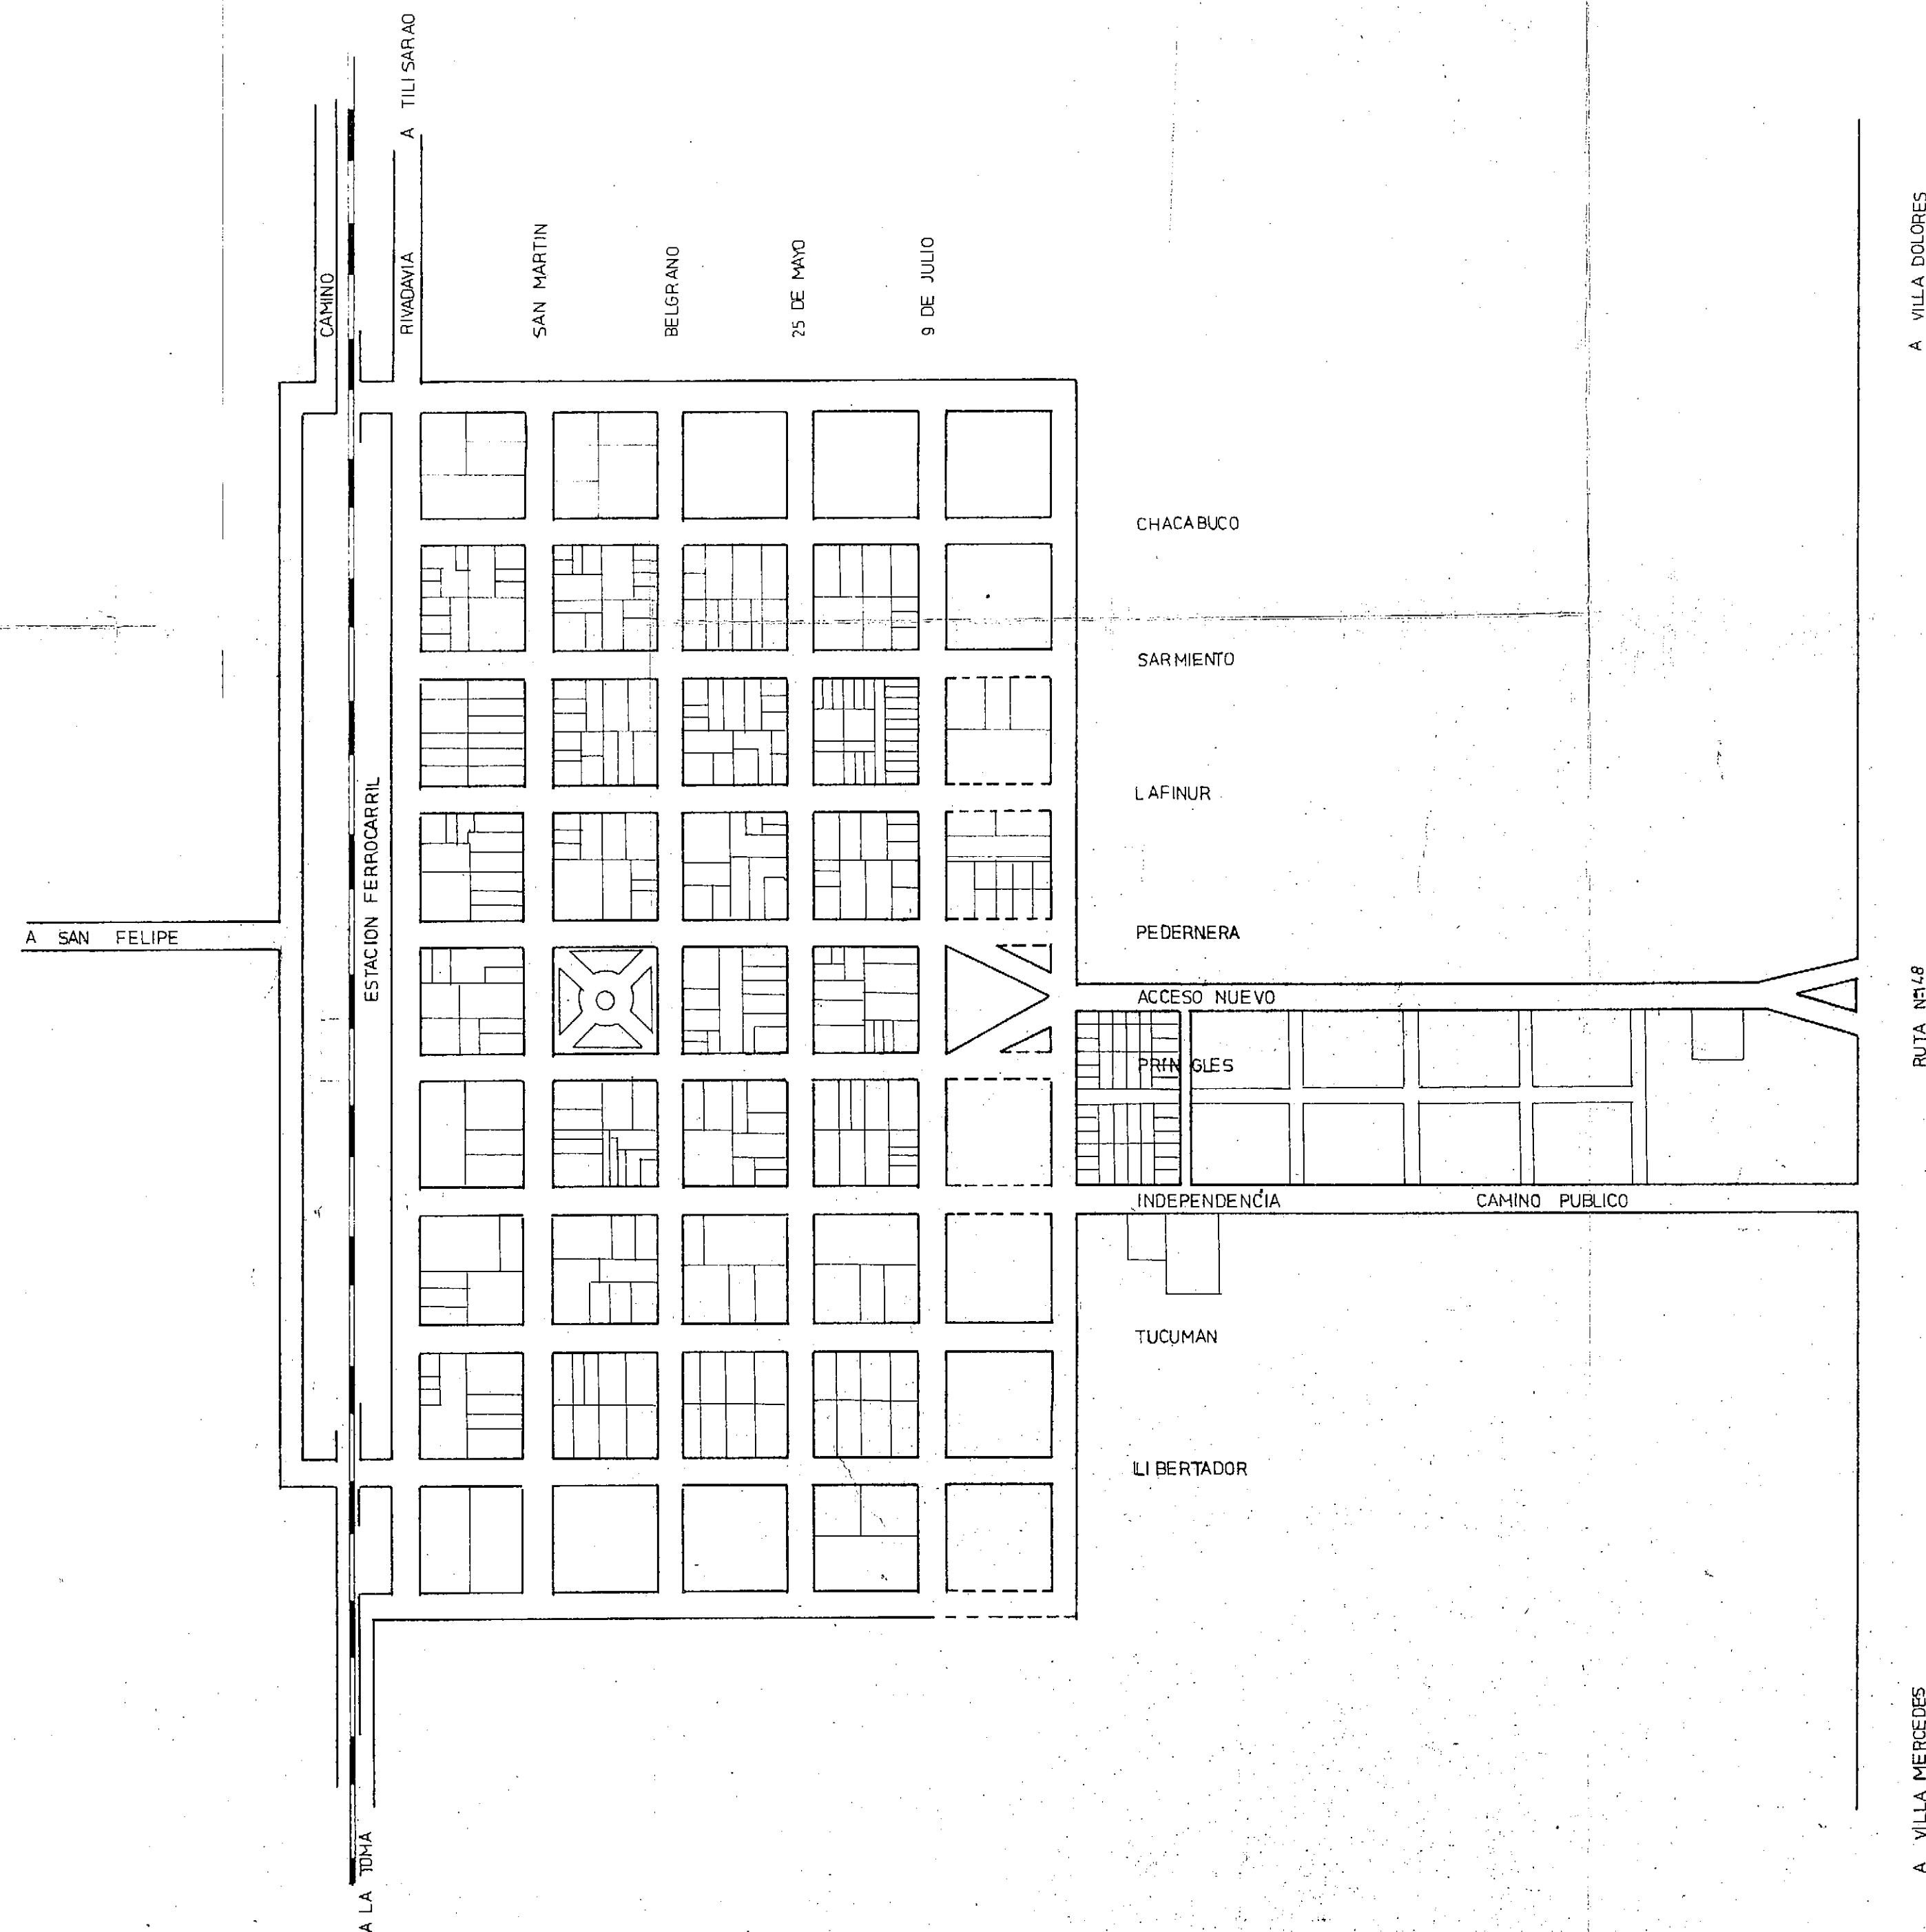 A TILISARAO
CAMINO
RIVADAVIA
SAN MARTIN
BELGRANO
25 DE MAYO
9 DE JULIO
A VILLA DOLORES
CHACABUCO
SARMIENTO
LAFINUR
ESTACION FERROCARRIL
A SAN FELIPE
PEDERNERA
ACCESO NUEVO
RUTA Nº148
PRINGLES
INDEPENDENCIA
CAMINO PUBLICO
TUCUMAN
LIBERTADOR
A LA TOMA
A VILLA MERCEDES